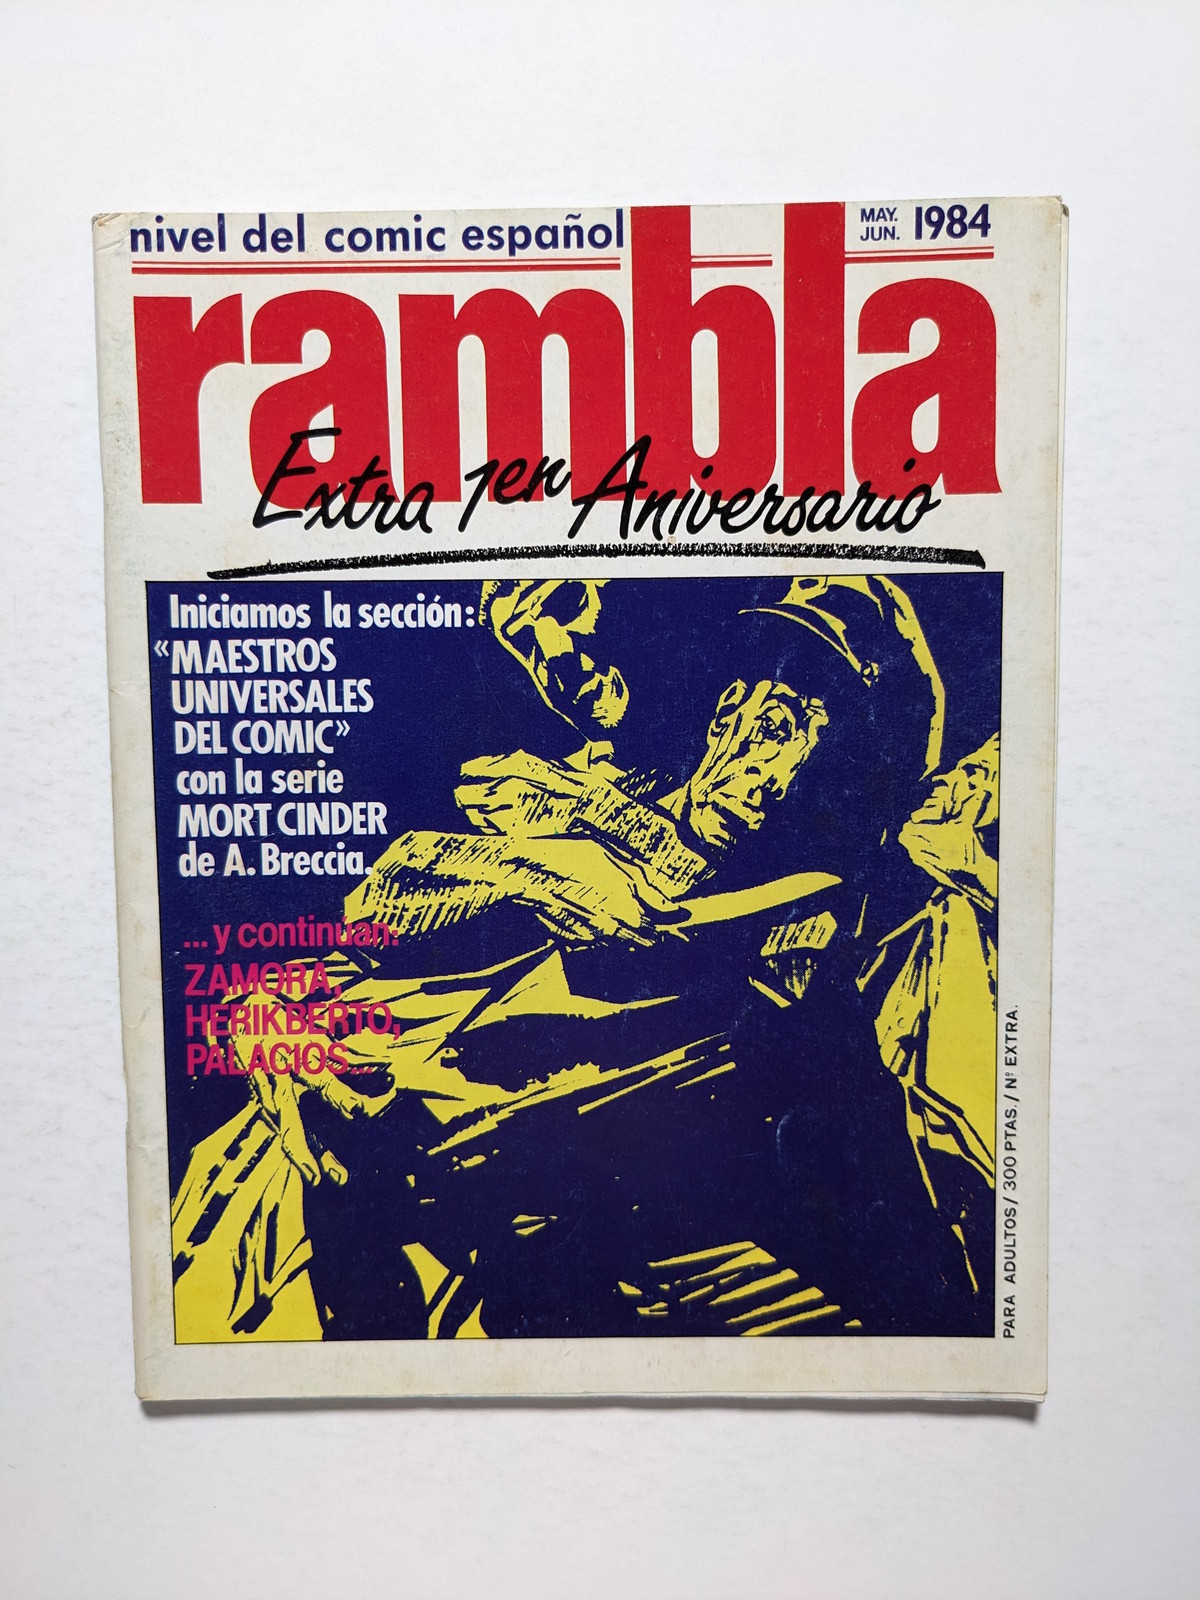 nivel del comic español
MAY.
JUN. 1984
rambla
Extra 1er Aniversario
Iniciamos la sección:
«MAESTROS
UNIVERSALES
DEL COMIC»
con la serie
MORT CINDER
de A. Breccia.
... y continúan:
ZAMORA,
HERIKBERTO,
PALACIOS...
PARA ADULTOS / 300 PTAS. / Nº EXTRA.